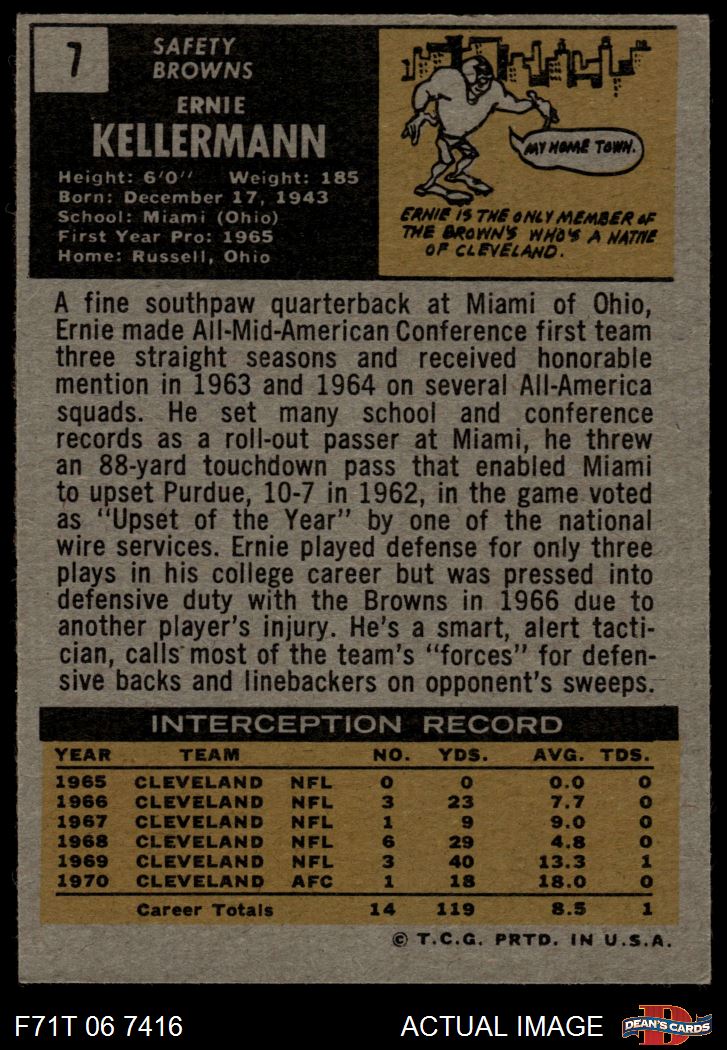 7
SAFETY
BROWNS
ERNIE
KELLERMANN
Height: 6'0'' Weight: 185
Born: December 17, 1943
School: Miami (Ohio)
First Year Pro: 1965
Home: Russell, Ohio
MY HOME TOWN.
ERNIE IS THE ONLY MEMBER OF
THE BROWN'S WHO'S A NATIVE
OF CLEVELAND.
A fine southpaw quarterback at Miami of Ohio,
Ernie made All-Mid-American Conference first team
three straight seasons and received honorable
mention in 1963 and 1964 on several All-America
squads. He set many school and conference
records as a roll-out passer at Miami, he threw
an 88-yard touchdown pass that enabled Miami
to upset Purdue, 10-7 in 1962, in the game voted
as "Upset of the Year" by one of the national
wire services. Ernie played defense for only three
plays in his college career but was pressed into
defensive duty with the Browns in 1966 due to
another player's injury. He's a smart, alert tacti-
cian, calls most of the team's "forces" for defen-
sive backs and linebackers on opponent's sweeps.
INTERCEPTION RECORD
YEAR TEAM NO. YDS. AVG. TDS.
1965 CLEVELAND NFL 0 0 0.0 0
1966 CLEVELAND NFL 3 23 7.7 0
1967 CLEVELAND NFL 1 9 9.0 0
1968 CLEVELAND NFL 6 29 4.8 0
1969 CLEVELAND NFL 3 40 13.3 1
1970 CLEVELAND AFC 1 18 18.0 0
Career Totals 14 119 8.5 1
© T.C.G. PRTD. IN U.S.A.
F71T 06 7416 ACTUAL IMAGE D DEAN'S CARDS